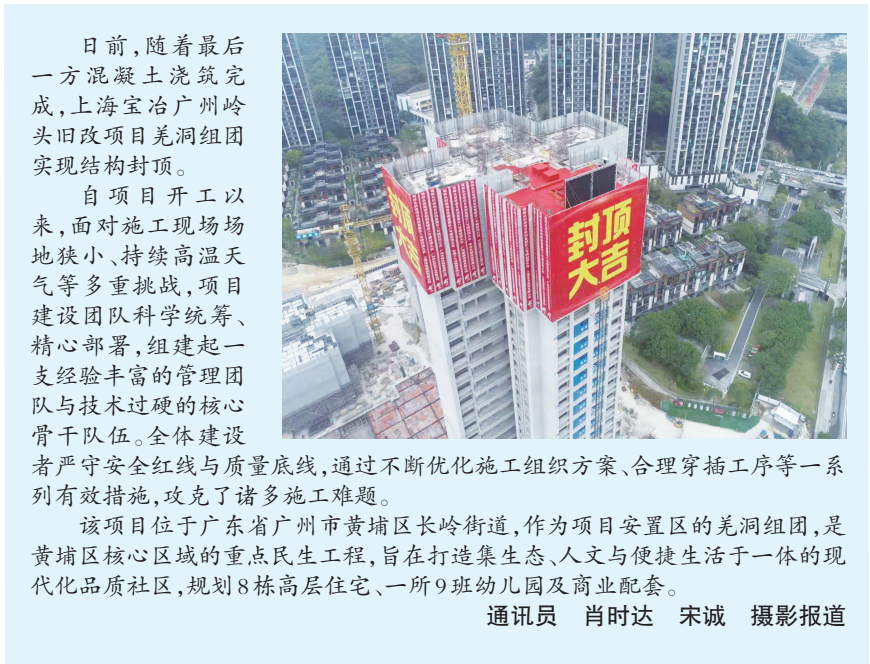 日前,随着最后
一方混凝土浇筑完
成,上海宝冶广州岭
头旧改项目羌洞组团
实现结构封顶。
自项目开工以
来,面对施工现场场
地狭小、持续高温天
气等多重挑战,项目
建设团队科学统筹、
精心部署,组建起一
支经验丰富的管理团
队与技术过硬的核心
骨干队伍。全体建设
者严守安全红线与质量底线,通过不断优化施工组织方案、合理穿插工序等一系
列有效措施,攻克了诸多施工难题。
该项目位于广东省广州市黄埔区长岭街道,作为项目安置区的羌洞组团,是
黄埔区核心区域的重点民生工程,旨在打造集生态、人文与便捷生活于一体的现
代化品质社区,规划8栋高层住宅、一所9班幼儿园及商业配套。
通讯员 肖时达 宋诚 摄影报道
封顶
大吉
封顶
大吉